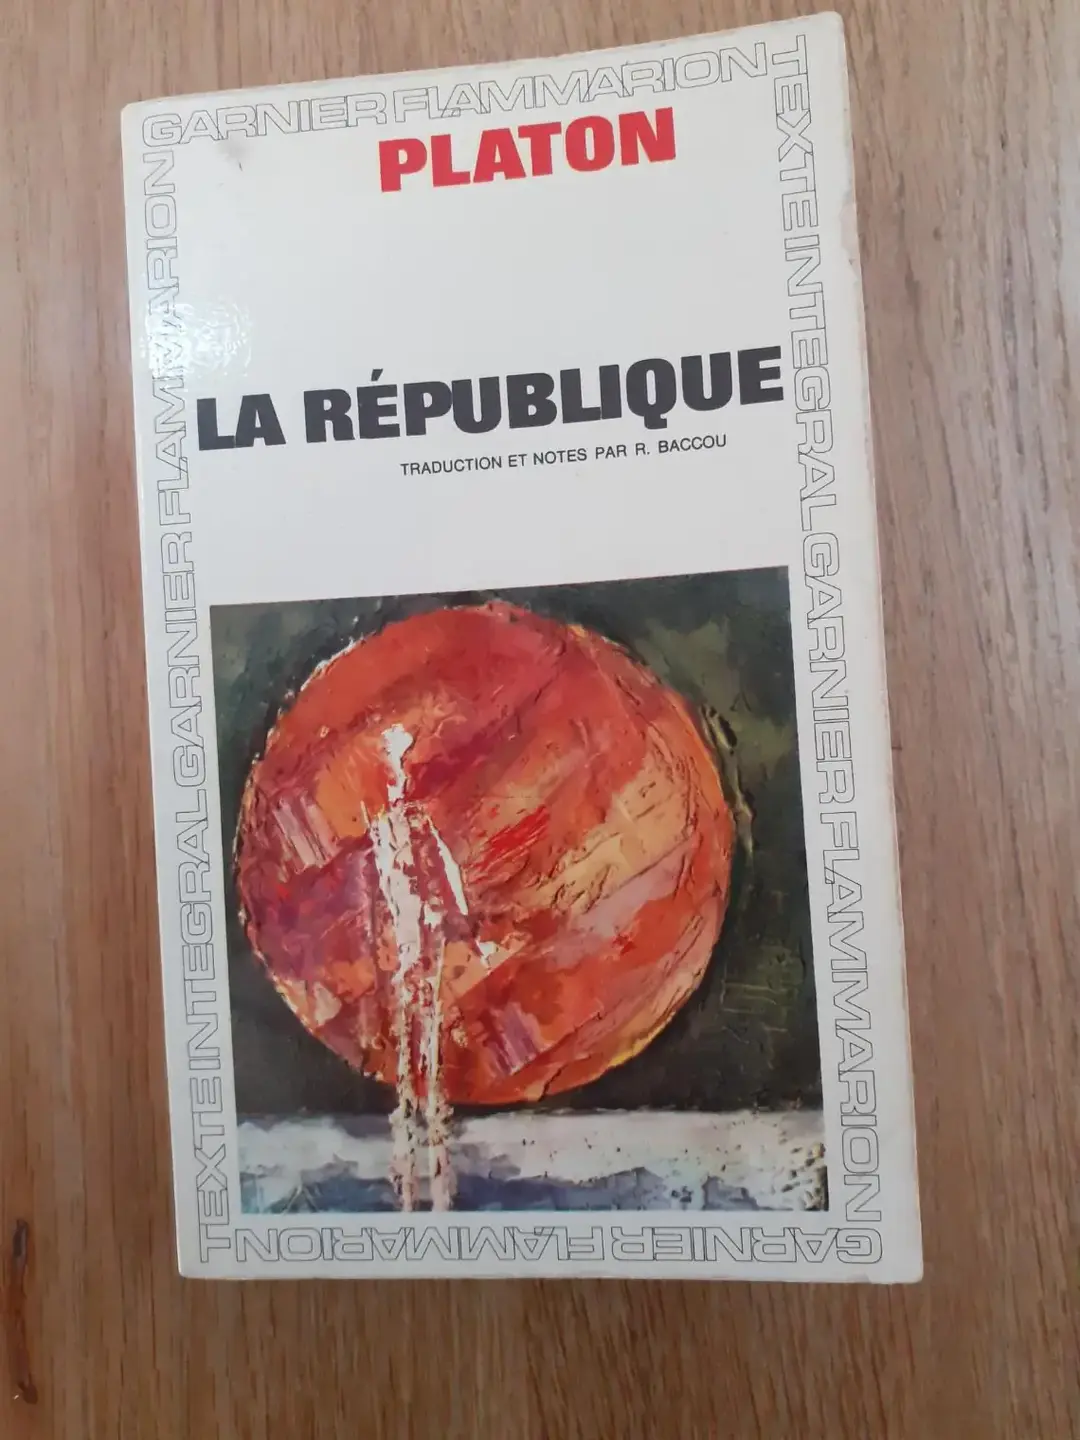 GARNIER FLAMMARION
TEXTE INTEGRAL GARNIER FLAMMARION
GARNIER FLAMMARION
TEXTE INTEGRAL GARNIER FLAMMARION
PLATON
LA RÉPUBLIQUE
TRADUCTION ET NOTES PAR R. BACCOU